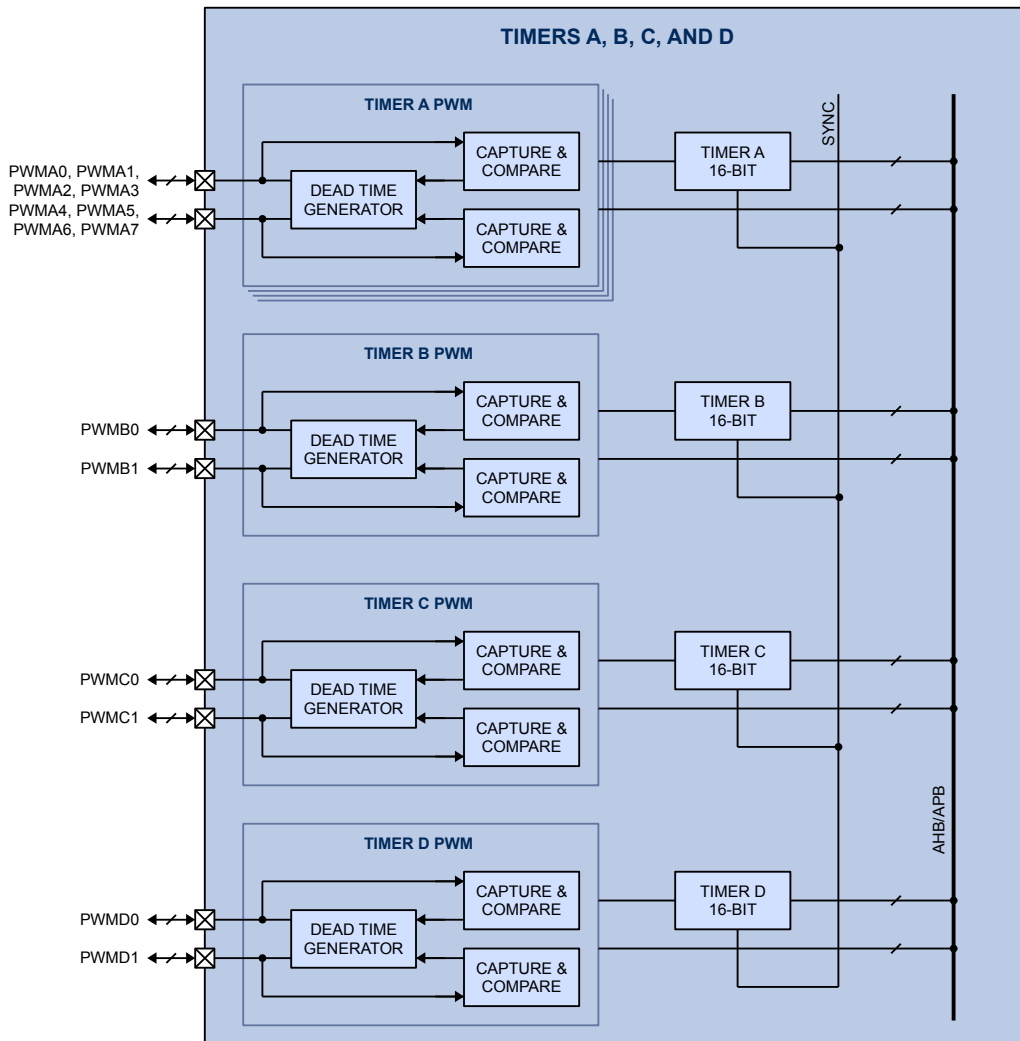 TIMERS A, B, C, AND D
TIMER A PWM
SYNC
CAPTURE &
COMPARE
TIMER A
16-BIT
PWMA0, PWMA1,
PWMA2, PWMA3
DEAD TIME
GENERATOR
PWMA4, PWMA5,
PWMA6, PWMA7
CAPTURE &
COMPARE
TIMER B PWM
CAPTURE &
COMPARE
TIMER B
16-BIT
PWMB0
DEAD TIME
GENERATOR
PWMB1
CAPTURE &
COMPARE
TIMER C PWM
CAPTURE &
COMPARE
TIMER C
16-BIT
PWMC0
DEAD TIME
GENERATOR
PWMC1
CAPTURE &
COMPARE
AHB/APB
TIMER D PWM
CAPTURE &
COMPARE
TIMER D
16-BIT
PWMD0
DEAD TIME
GENERATOR
PWMD1
CAPTURE &
COMPARE